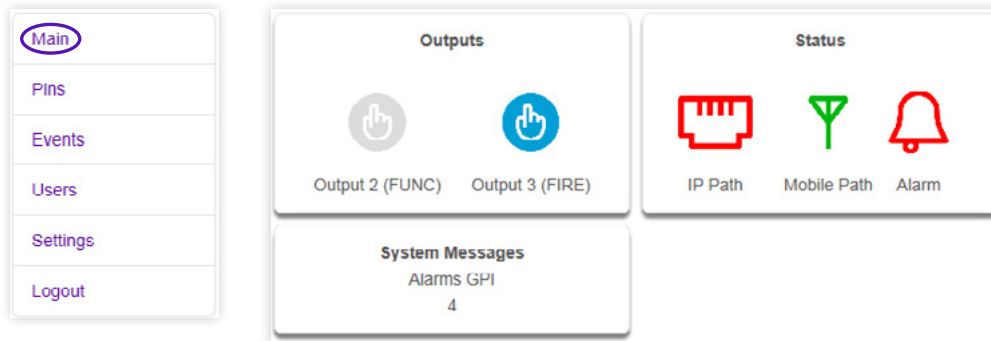 Main
Pins
Events
Users
Settings
Logout
Outputs
Output 2 (FUNC) Output 3 (FIRE)
Status
IP Path Mobile Path Alarm
System Messages
Alarms GPI
4